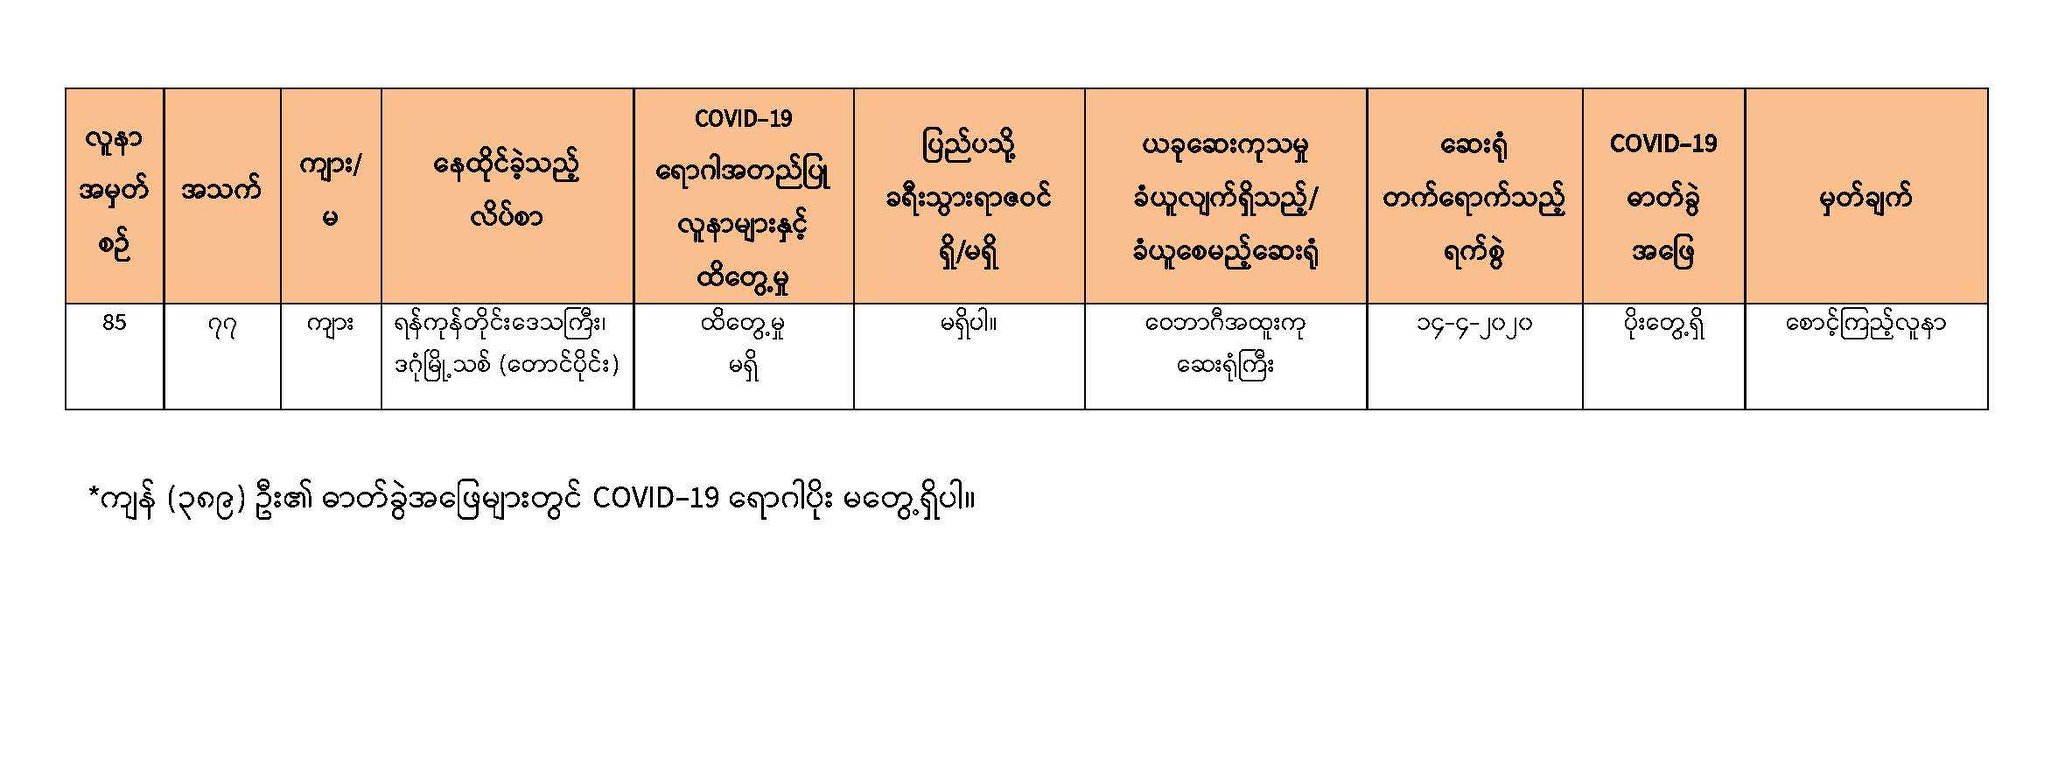 လူနာ
အမှတ်
စဉ်
အသက်
ကျား/
မ
နေထိုင်ခဲ့သည့်
လိပ်စာ
COVID–19
ရောဂါအတည်ပြု
လူနာများနှင့်
ထိတွေ့မှု
ပြည်ပသို့
ခရီးသွားရာဇဝင်
ရှိ/မရှိ
ယခုဆေးကုသမှု
ခံယူလျက်ရှိသည့်/
ခံယူစေမည့်ဆေးရုံ
ဆေးရုံ
တက်ရောက်သည့်
ရက်စွဲ
COVID–19
ဓာတ်ခွဲ
အဖြေ
မှတ်ချက်
85
၇၇
ကျား
ရန်ကုန်တိုင်းဒေသကြီး၊
ဒဂုံမြို့သစ် (တောင်ပိုင်း)
ထိတွေ့မှု
မရှိ
မရှိပါ။
ဝေဘာဂီအထူးကု
ဆေးရုံကြီး
၁၄-၄-၂၀၂၀
ပိုးတွေ့ရှိ
စောင့်ကြည့်လူနာ
*ကျန် (၃၈၉) ဦး၏ ဓာတ်ခွဲအဖြေများတွင် COVID–19 ရောဂါပိုး မတွေ့ရှိပါ။